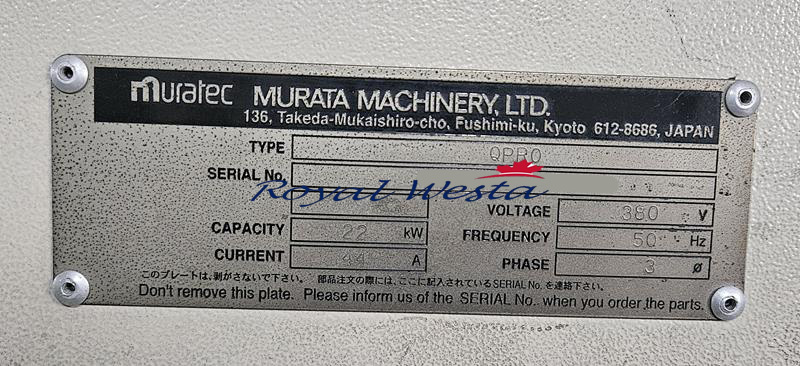 muratec MURATA MACHINERY, LTD.
136, Takeda-Mukaishiro-cho, Fushimi-ku, Kyoto 612-8686, JAPAN
TYPE QPRO
SERIAL No.
Royal Westa
VOLTAGE 380 V
CAPACITY 22 kW FREQUENCY 50 Hz
CURRENT 44 A PHASE 3 ø
このプレートは、剥がさないで下さい。 部品注文の際には、ここに記入されているSERIAL No. を連絡下さい。
Don't remove this plate. Please inform us of the SERIAL No. when you order the parts.